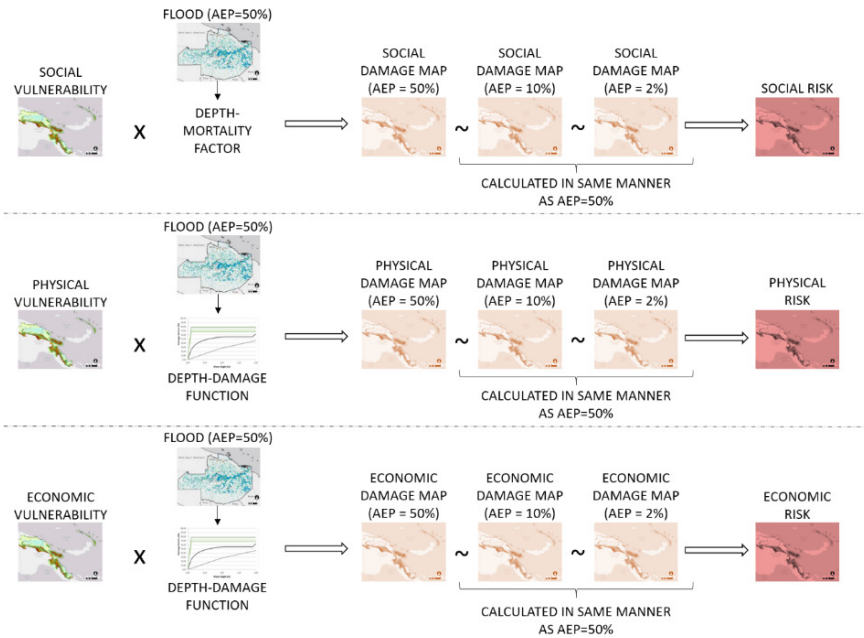 FLOOD (AEP=50%)
SOCIAL
VULNERABILITY
X
DEPTH-
MORTALITY
FACTOR
SOCIAL
DAMAGE MAP
(AEP = 50%)
~
SOCIAL
DAMAGE MAP
(AEP = 10%)
~
SOCIAL
DAMAGE MAP
(AEP = 2%)
SOCIAL RISK
CALCULATED IN SAME MANNER
AS AEP=50%
FLOOD (AEP=50%)
PHYSICAL
VULNERABILITY
X
DEPTH-DAMAGE
FUNCTION
PHYSICAL
DAMAGE MAP
(AEP = 50%)
~
PHYSICAL
DAMAGE MAP
(AEP = 10%)
~
PHYSICAL
DAMAGE MAP
(AEP = 2%)
PHYSICAL
RISK
CALCULATED IN SAME MANNER
AS AEP=50%
FLOOD (AEP=50%)
ECONOMIC
VULNERABILITY
X
DEPTH-DAMAGE
FUNCTION
ECONOMIC
DAMAGE MAP
(AEP = 50%)
~
ECONOMIC
DAMAGE MAP
(AEP = 10%)
~
ECONOMIC
DAMAGE MAP
(AEP = 2%)
ECONOMIC
RISK
CALCULATED IN SAME MANNER
AS AEP=50%